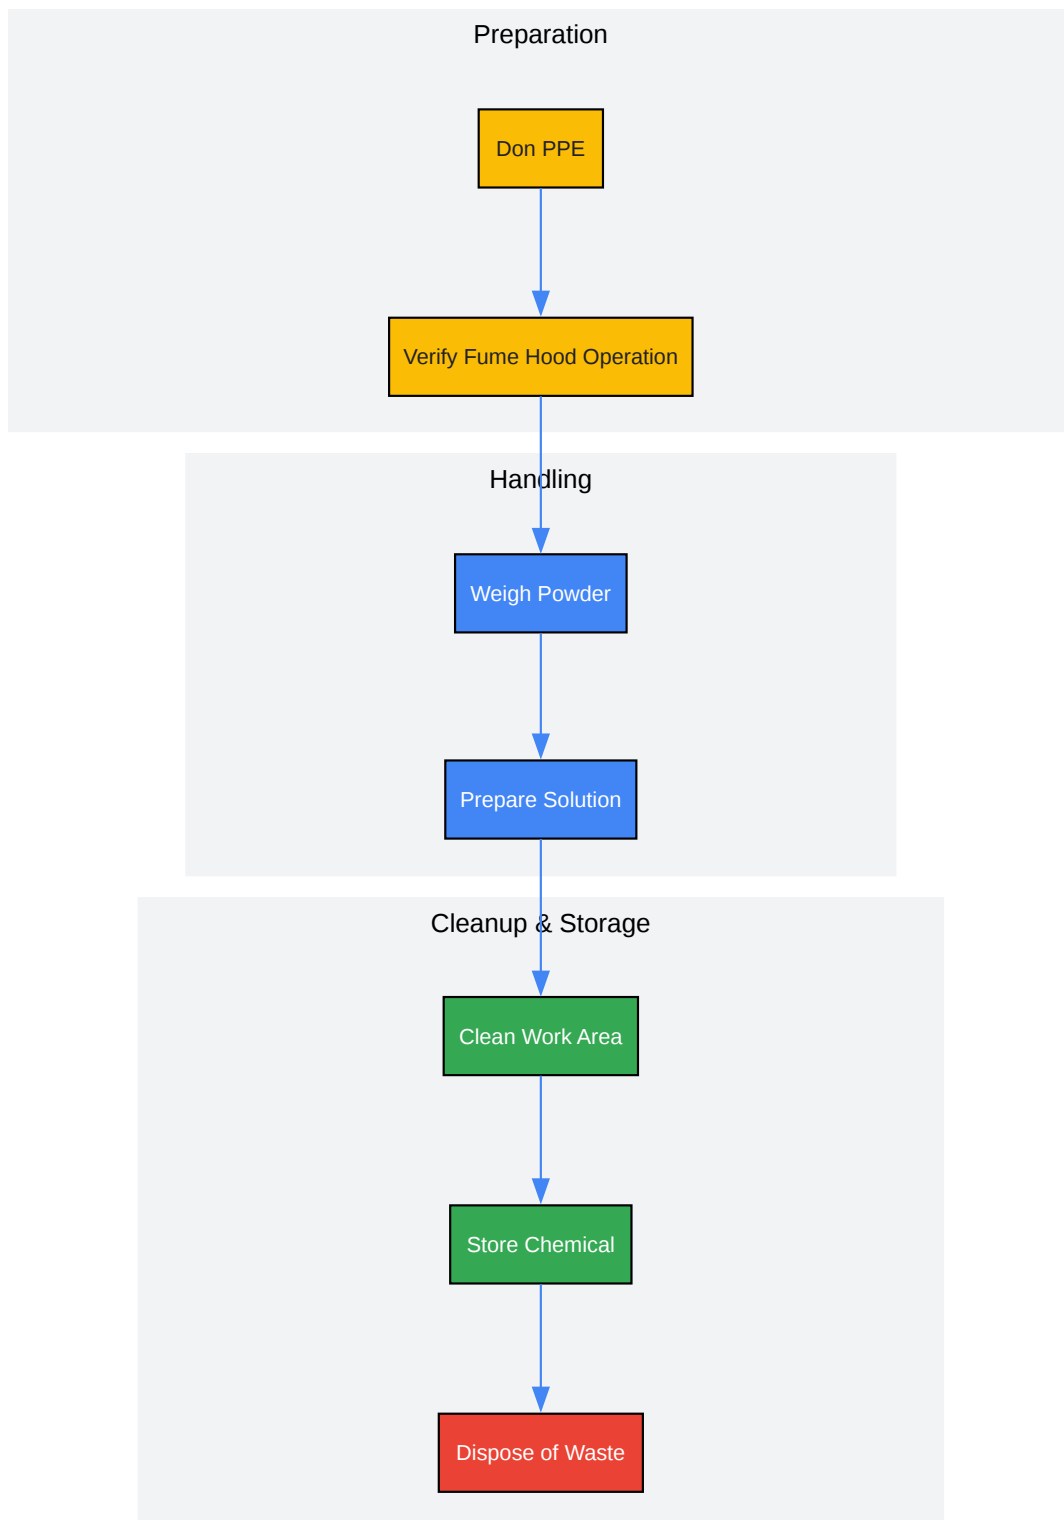 Preparation
Don PPE
Verify Fume Hood Operation
Handling
Weigh Powder
Prepare Solution
Cleanup & Storage
Clean Work Area
Store Chemical
Dispose of Waste